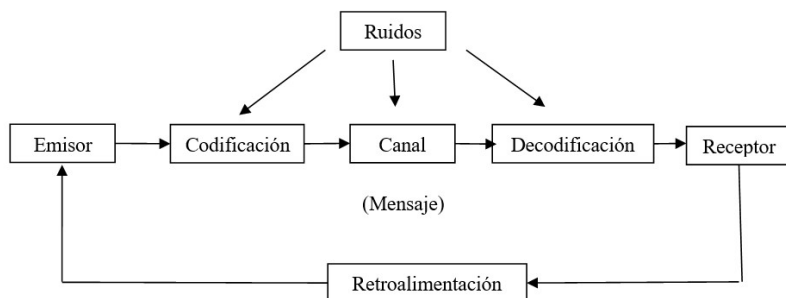 Ruidos
Emisor
Codificación
Canal
Decodificación
Receptor
(Mensaje)
Retroalimentación